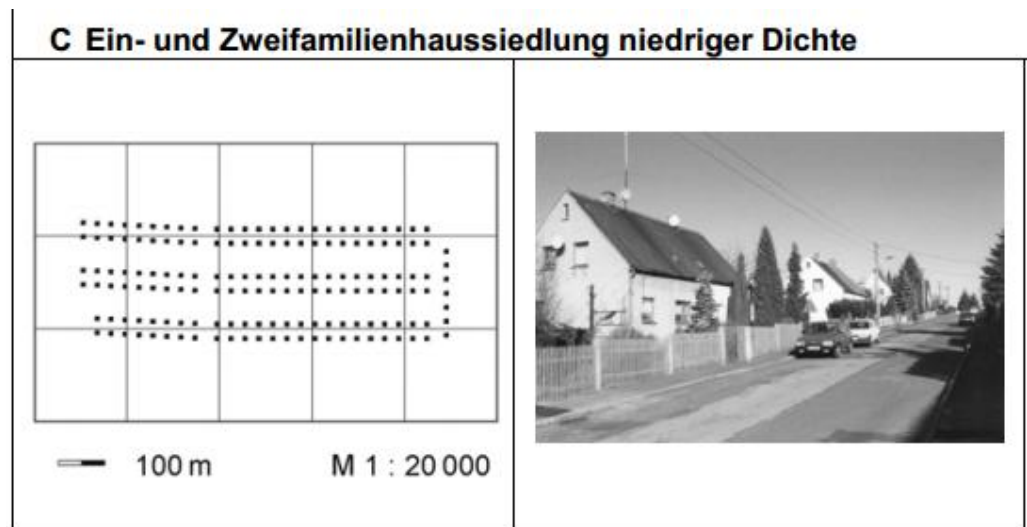 C Ein- und Zweifamilienhaussiedlung niedriger Dichte
100 m M 1 : 20 000